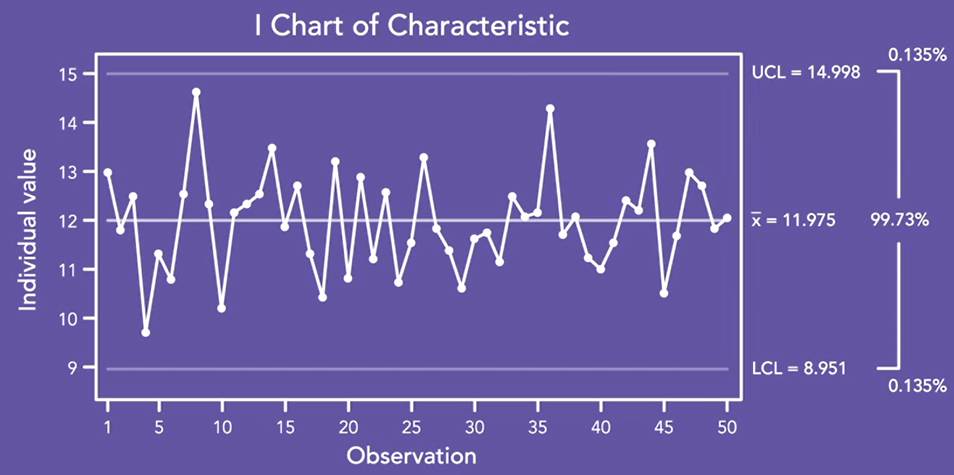 I Chart of Characteristic
0.135%
UCL = 14.998
15
14
13
12
11
10
9
Individual value
x̅ = 11.975
99.73%
LCL = 8.951
0.135%
1 5 10 15 20 25 30 35 40 45 50
Observation